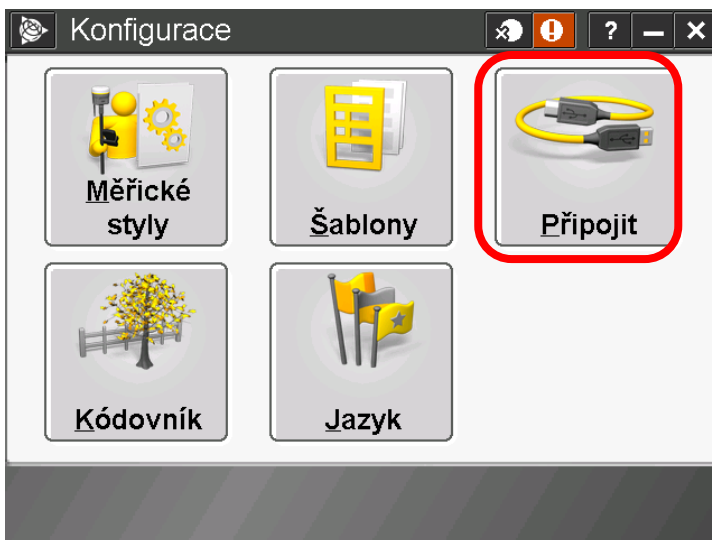 Konfigurace
?
Měřické
styly
Šablony
Připojit
Kódovník
Jazyk